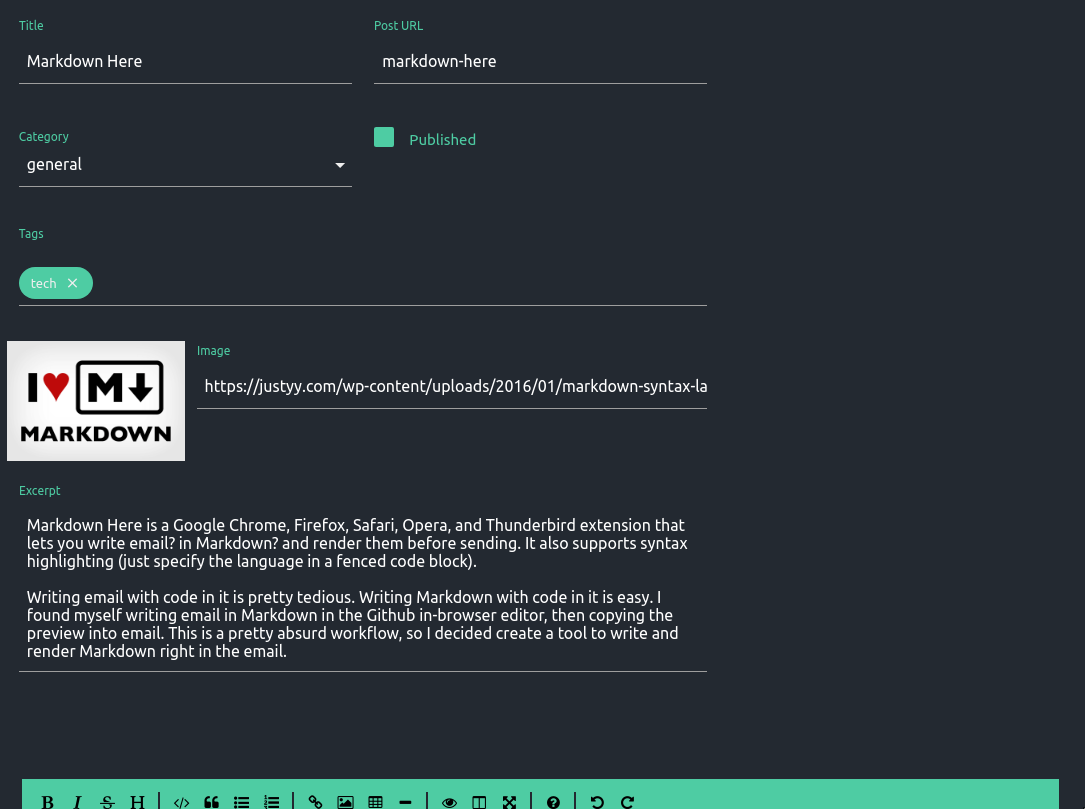 Title
Post URL
Markdown Here
markdown-here
Category
Published
general
Tags
tech
Image
https://justyy.com/wp-content/uploads/2016/01/markdown-syntax-la
I M
MARKDOWN
Excerpt
Markdown Here is a Google Chrome, Firefox, Safari, Opera, and Thunderbird extension that
lets you write email? in Markdown? and render them before sending. It also supports syntax
highlighting (just specify the language in a fenced code block).
Writing email with code in it is pretty tedious. Writing Markdown with code in it is easy. I
found myself writing email in Markdown in the Github in-browser editor, then copying the
preview into email. This is a pretty absurd workflow, so I decided create a tool to write and
render Markdown right in the email.
B I S H